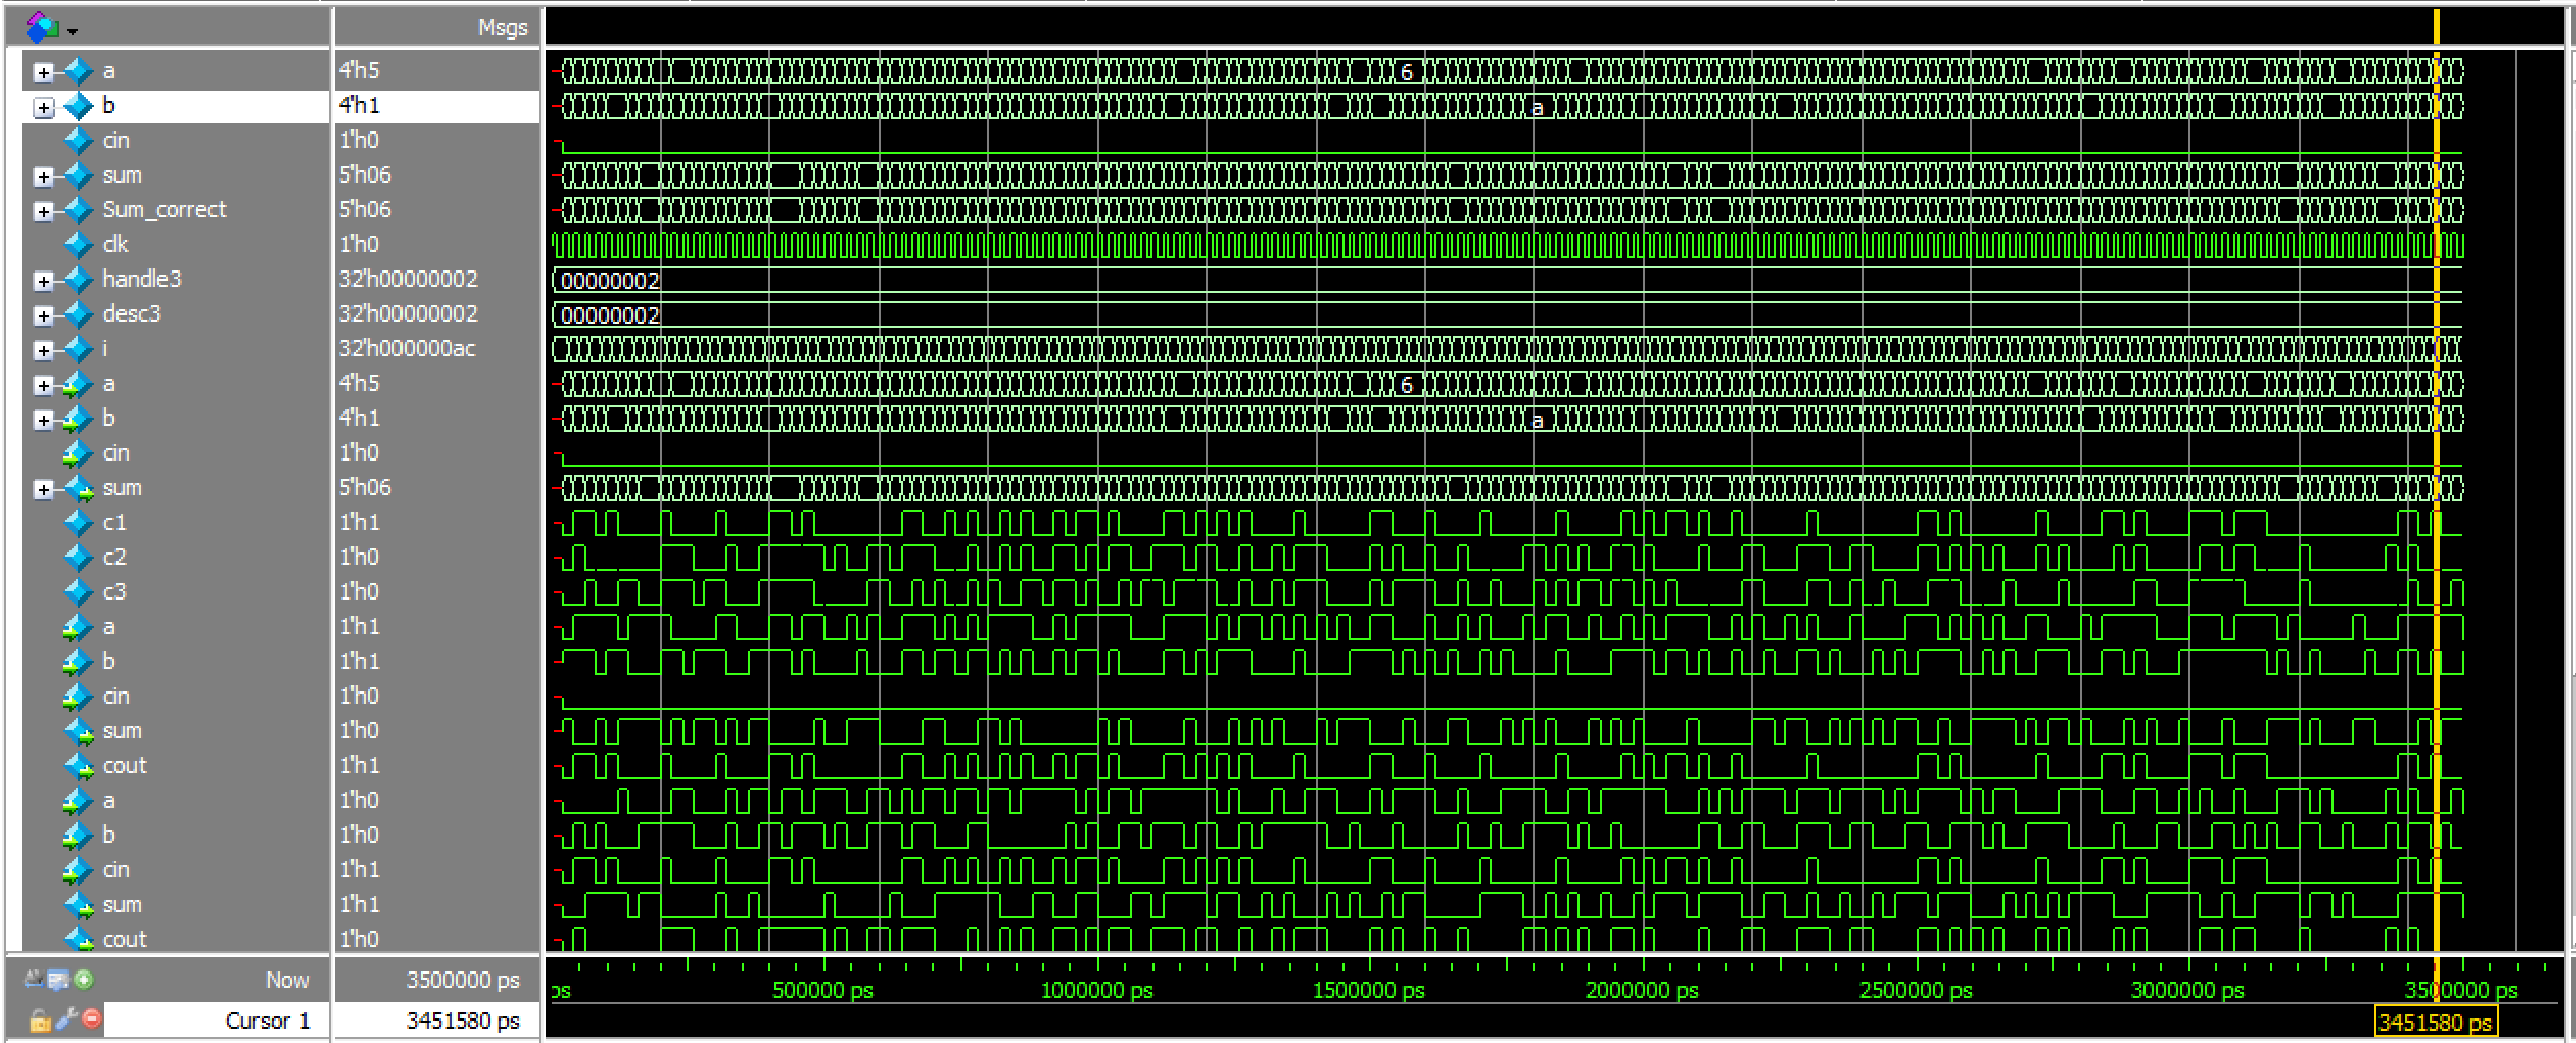 Msgs
a 4'h5 6
b 4'h1 a
cin 1'h0
sum 5'h06
Sum_correct 5'h06
clk 1'h0
handle3 32'h00000002 00000002
desc3 32'h00000002 00000002
i 32'h000000ac
a 4'h5 6
b 4'h1 a
cin 1'h0
sum 5'h06
c1 1'h1
c2 1'h0
c3 1'h0
a 1'h1
b 1'h1
cin 1'h0
sum 1'h0
cout 1'h1
a 1'h0
b 1'h0
cin 1'h1
sum 1'h1
cout 1'h0
Now 3500000 ps ps 500000 ps 1000000 ps 1500000 ps 2000000 ps 2500000 ps 3000000 ps 3500000 ps
Cursor 1 3451580 ps 3451580 ps